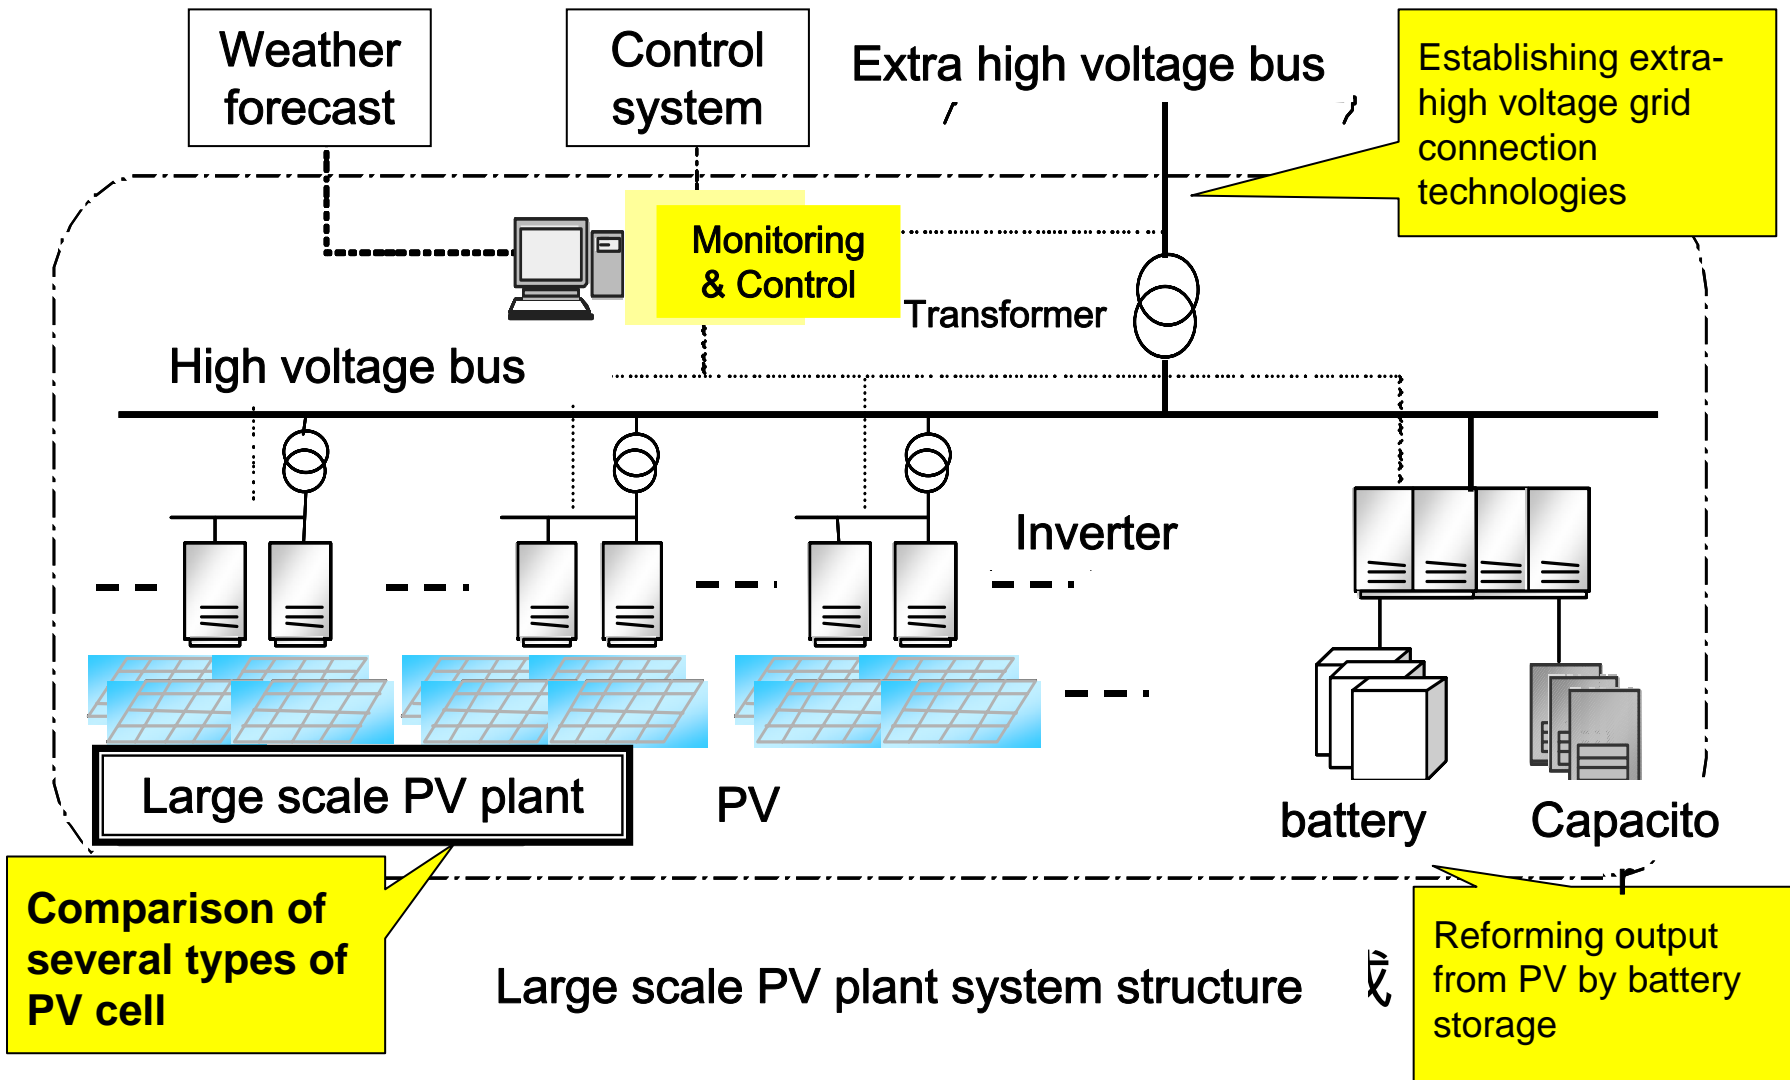 Weather
forecast
Control
system
Extra high voltage bus
Establishing extra-
high voltage grid
connection
technologies
Monitoring
& Control
Transformer
High voltage bus
Inverter
Large scale PV plant
PV
battery
Capacito
r
Comparison of
several types of
PV cell
Large scale PV plant system structure
Reforming output
from PV by battery
storage